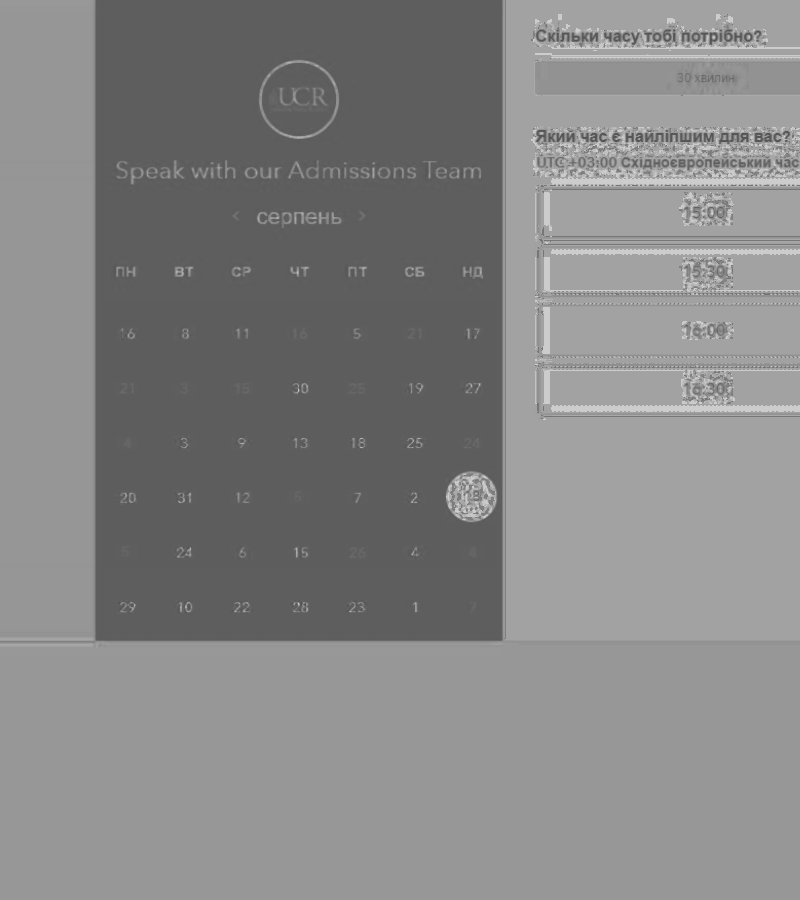 UCR
Speak with our Admissions Team
‹ серпень ›
ПН ВТ СР ЧТ ПТ СБ НД
16 8 11 16 5 21 17
21 3 15 30 25 19 27
4 3 9 13 18 25 24
20 31 12 5 7 2 18
5 24 6 15 26 4
29 10 22 28 23 1 7
Скільки часу тобі потрібно?
30 хвилин
Який час є найліпшим для вас?
UTC +03:00 Східноєвропейський час
15:00
15:30
16:00
16:30